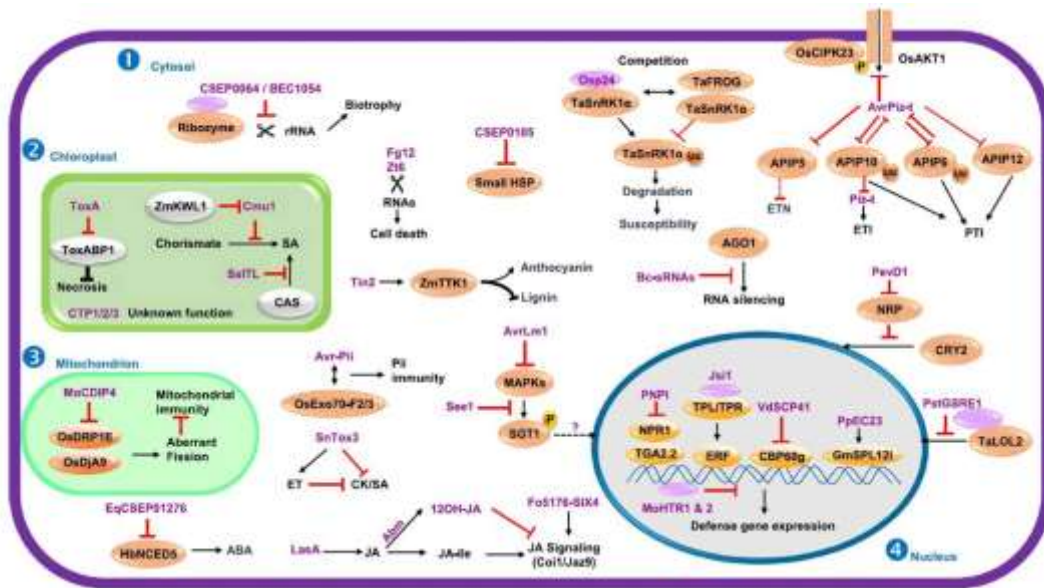 1 Cytosol
CSEP0064 / BEC1054
Ribozyme
rRNA
Biotrophy
Fg12
Zt6
RNAs
Cell death
CSEP0105
Small HSP
Competition
Osp24
TaSnRK1α
TaFROG
TaSnRK1α
TaSnRK1α
Degradation
Susceptibility
OsCIPK23
P
OsAKT1
AvrPiz-t
APIP5
APIP10
APIP6
APIP12
ETN
Piz-t
ETI
PTI
2 Chloroplast
ToxA
ToxABP1
Necrosis
ZmKWL1
Cmu1
Chorismate
SA
SsITL
CAS
CTP1/2/3 Unknown function
Tin2
ZmTTK1
Anthocyanin
Lignin
AGO1
Bc-sRNAs
RNA silencing
PevD1
NRP
CRY2
3 Mitochondrion
MoCDIP4
OsDRP1E
OsDjA9
Mitochondrial
immunity
Aberrant
Fission
Avr-Pii
Pii
immunity
OsExo70-F2/3
SnTox3
ET
CK/SA
AvrLm1
MAPKs
See1
SGT1
P
?
PNPi
NPR1
TGA2.2
Jsi1
TPL/TPR
ERF
VdSCP41
CBP60g
PpEC23
GmSPL12l
MoHTR1 & 2
Defense gene expression
PstGSRE1
TaLOL2
4 Nucleus
EqCSEP01276
HbNCED5
ABA
LasA
JA
Abm
12OH-JA
JA-Ile
Fo5176-SIX4
JA Signaling
(Coi1/Jaz9)